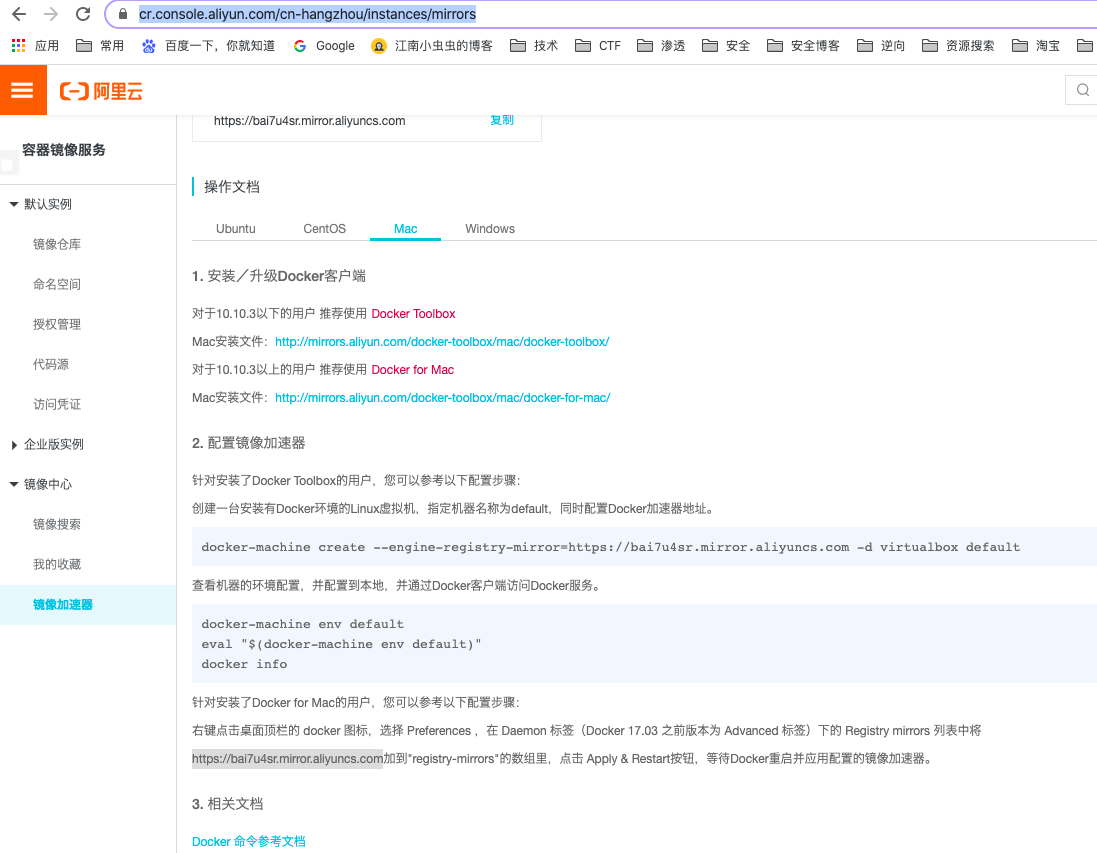 cr.console.aliyun.com/cn-hangzhou/instances/mirrors
应用 常用 百度一下，你就知道 Google 江南小虫虫的博客 技术 CTF 渗透 安全 安全博客 逆向 资源搜索 淘宝
阿里云
https://bai7u4sr.mirror.aliyuncs.com 复制
容器镜像服务
默认实例
镜像仓库
命名空间
授权管理
代码源
访问凭证
企业版实例
镜像中心
镜像搜索
我的收藏
镜像加速器
操作文档
Ubuntu CentOS Mac Windows
1. 安装／升级Docker客户端
对于10.10.3以下的用户 推荐使用 Docker Toolbox
Mac安装文件：http://mirrors.aliyun.com/docker-toolbox/mac/docker-toolbox/
对于10.10.3以上的用户 推荐使用 Docker for Mac
Mac安装文件：http://mirrors.aliyun.com/docker-toolbox/mac/docker-for-mac/
2. 配置镜像加速器
针对安装了Docker Toolbox的用户，您可以参考以下配置步骤：
创建一台安装有Docker环境的Linux虚拟机，指定机器名称为default，同时配置Docker加速器地址。
docker-machine create --engine-registry-mirror=https://bai7u4sr.mirror.aliyuncs.com -d virtualbox default
查看机器的环境配置，并配置到本地，并通过Docker客户端访问Docker服务。
docker-machine env default
eval "$(docker-machine env default)"
docker info
针对安装了Docker for Mac的用户，您可以参考以下配置步骤：
右键点击桌面顶栏的 docker 图标，选择 Preferences ，在 Daemon 标签（Docker 17.03 之前版本为 Advanced 标签）下的 Registry mirrors 列表中将
https://bai7u4sr.mirror.aliyuncs.com加到"registry-mirrors"的数组里，点击 Apply & Restart按钮，等待Docker重启并应用配置的镜像加速器。
3. 相关文档
Docker 命令参考文档